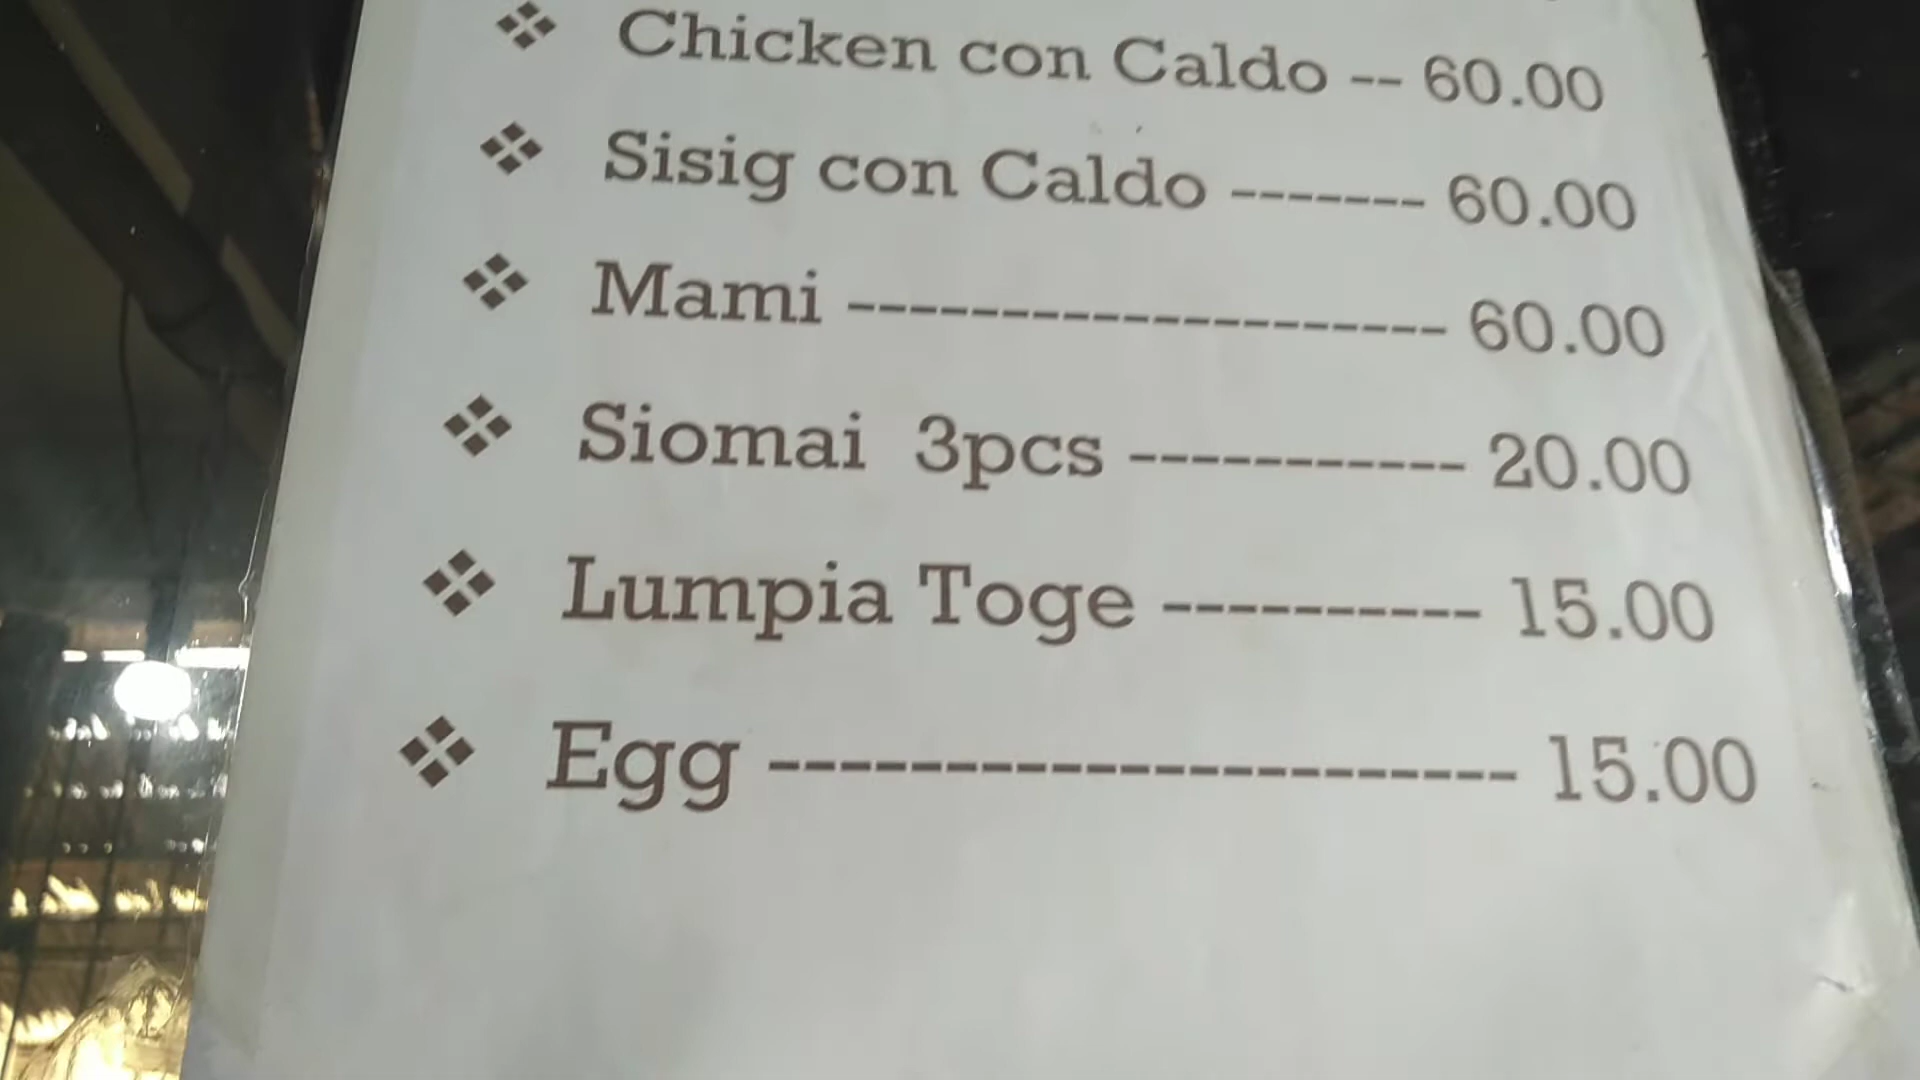 ❖ Chicken con Caldo -- 60.00
❖ Sisig con Caldo ------- 60.00
❖ Mami -------------------- 60.00
❖ Siomai 3pcs ----------- 20.00
❖ Lumpia Toge ---------- 15.00
❖ Egg --------------------- 15.00